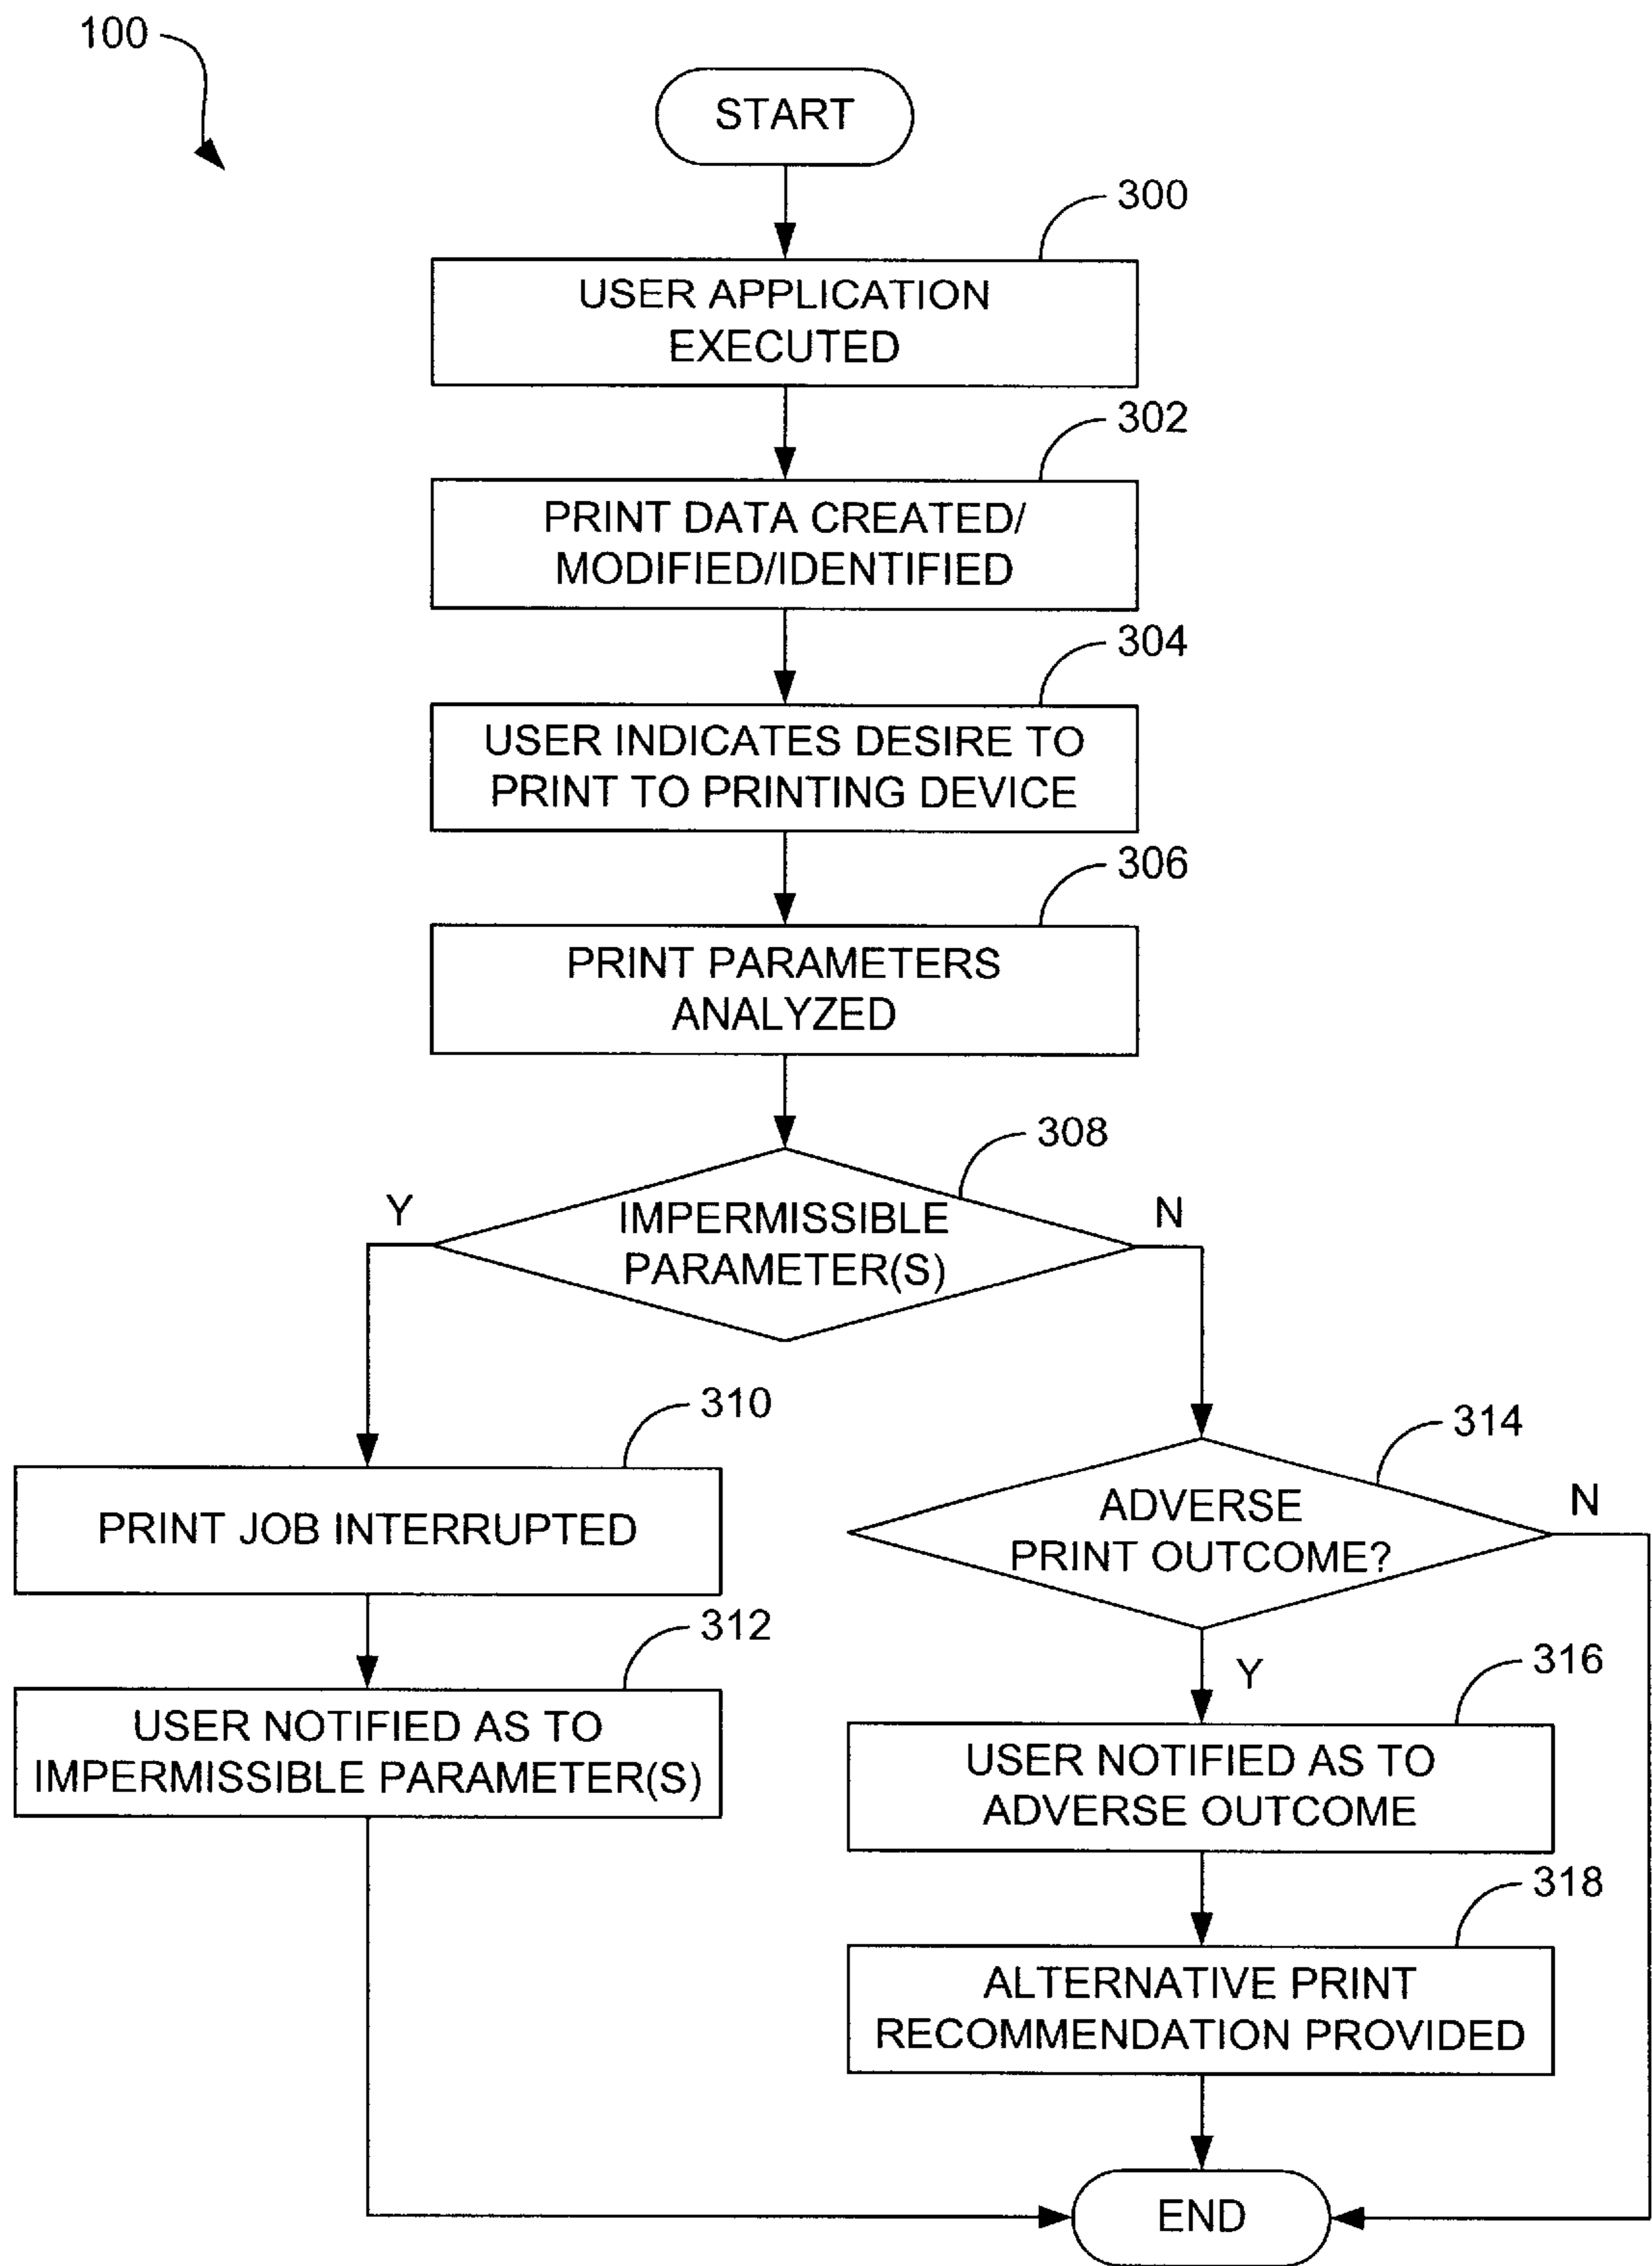 100
START
300
USER APPLICATION
EXECUTED
302
PRINT DATA CREATED/
MODIFIED/IDENTIFIED
304
USER INDICATES DESIRE TO
PRINT TO PRINTING DEVICE
306
PRINT PARAMETERS
ANALYZED
308
Y
IMPERMISSIBLE
PARAMETER(S)
N
310
PRINT JOB INTERRUPTED
312
USER NOTIFIED AS TO
IMPERMISSIBLE PARAMETER(S)
314
ADVERSE
PRINT OUTCOME?
N
Y
316
USER NOTIFIED AS TO
ADVERSE OUTCOME
318
ALTERNATIVE PRINT
RECOMMENDATION PROVIDED
END